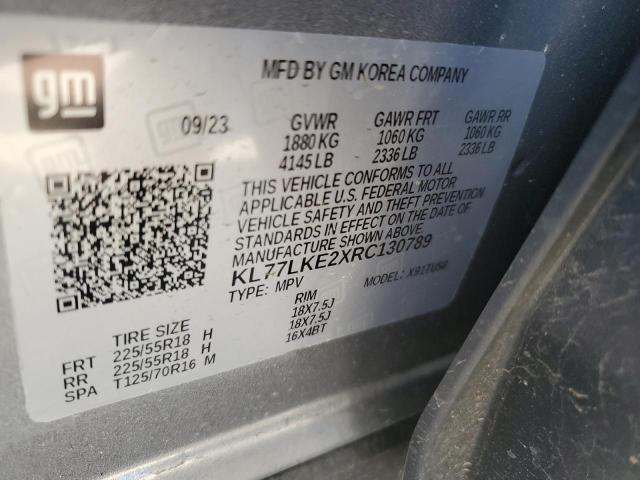 gm
MFD BY GM KOREA COMPANY
09/23 GVWR GAWR FRT GAWR RR
1880 KG 1060 KG 1060 KG
4145 LB 2336 LB 2336 LB
THIS VEHICLE CONFORMS TO ALL
APPLICABLE U.S. FEDERAL MOTOR
VEHICLE SAFETY AND THEFT PREVENTION
STANDARDS IN EFFECT ON THE DATE OF
MANUFACTURE SHOWN ABOVE.
KL77LKE2XRC130789
TYPE: MPV MODEL:
TIRE SIZE RIM
FRT 225/55R18 H 18X7.5J
RR 225/55R18 H 18X7.5J
SPA T125/70R16 M 16X4BT